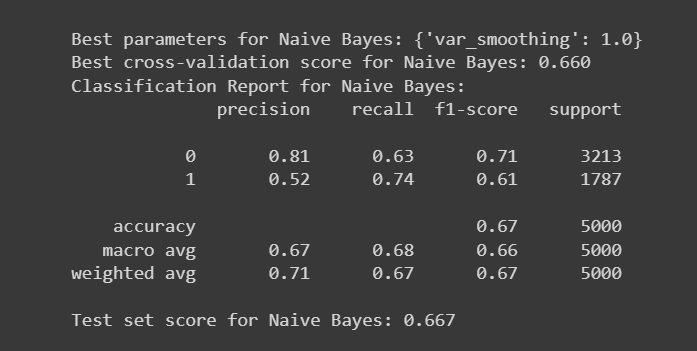 Best parameters for Naive Bayes: {'var_smoothing': 1.0}
Best cross-validation score for Naive Bayes: 0.660
Classification Report for Naive Bayes:
precision recall f1-score support
0 0.81 0.63 0.71 3213
1 0.52 0.74 0.61 1787
accuracy 0.67 5000
macro avg 0.67 0.68 0.66 5000
weighted avg 0.71 0.67 0.67 5000
Test set score for Naive Bayes: 0.667